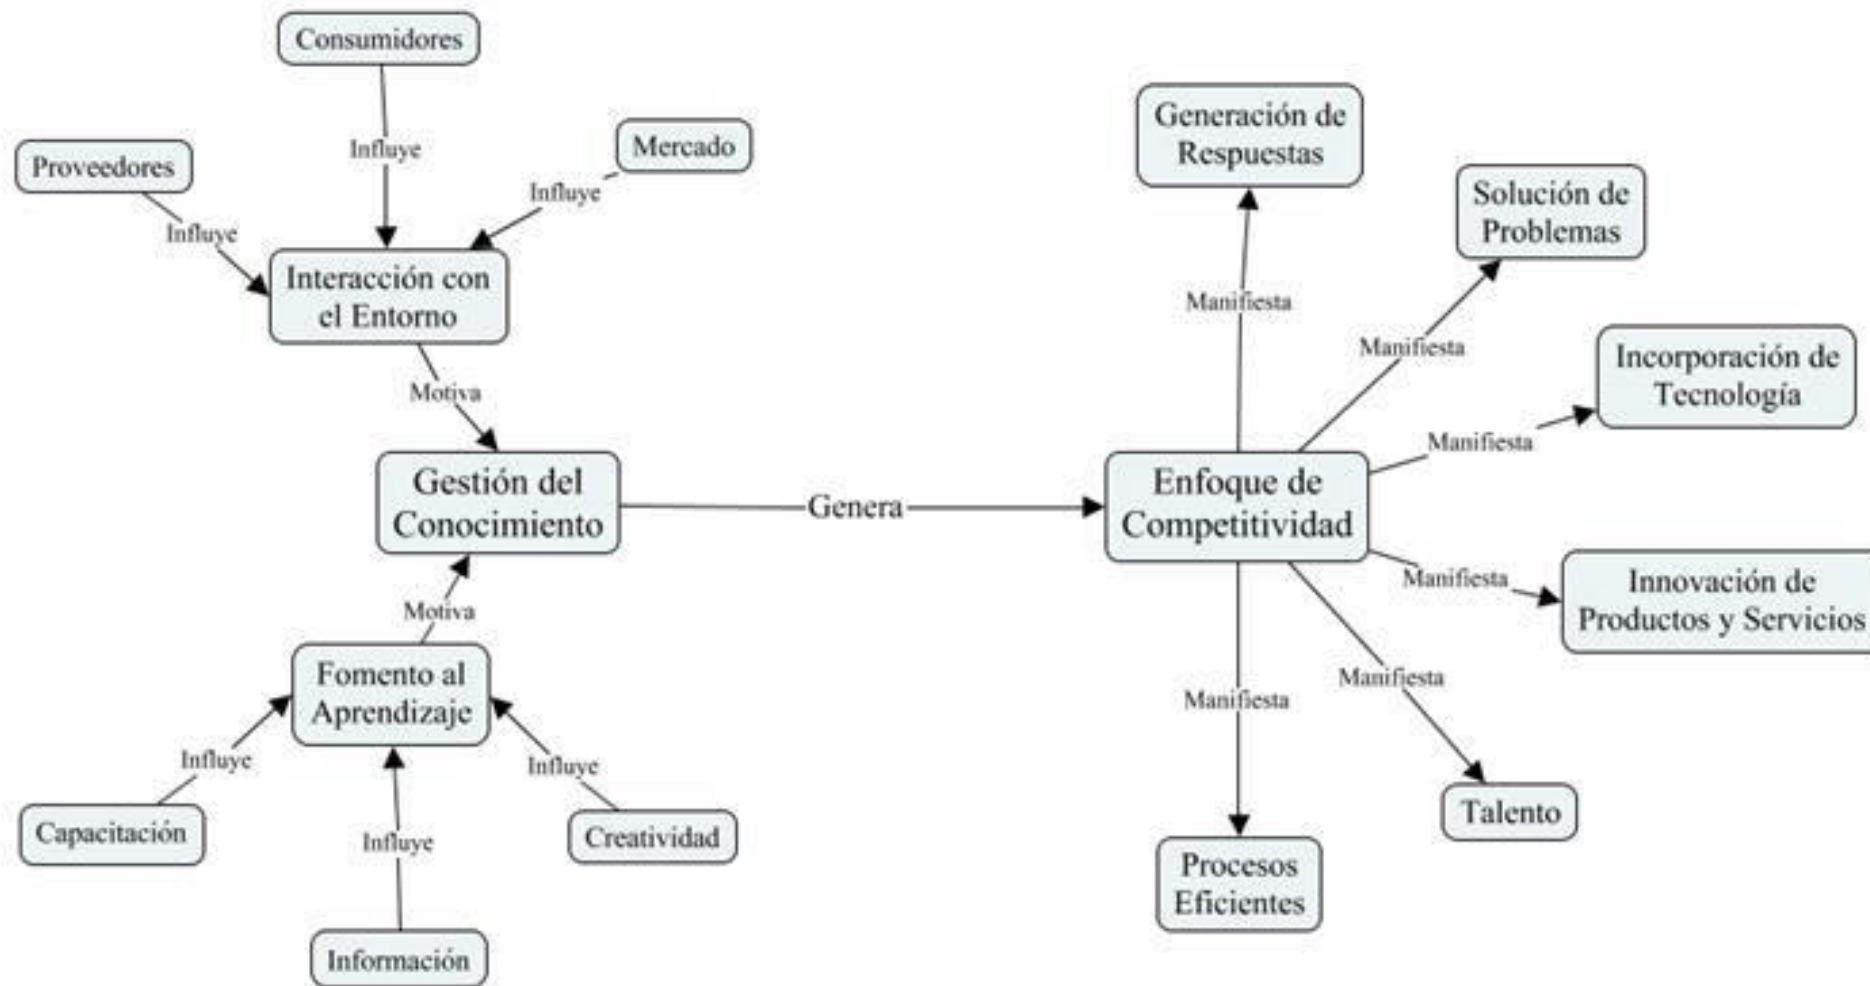 Consumidores
Influye
Proveedores
Influye
Mercado
Influye
Interacción con
el Entorno
Motiva
Gestión del
Conocimiento
Motiva
Fomento al
Aprendizaje
Influye
Capacitación
Influye
Información
Influye
Creatividad
Genera
Enfoque de
Competitividad
Manifiesta
Generación de
Respuestas
Manifiesta
Solución de
Problemas
Manifiesta
Incorporación de
Tecnología
Manifiesta
Innovación de
Productos y Servicios
Manifiesta
Talento
Manifiesta
Procesos
Eficientes